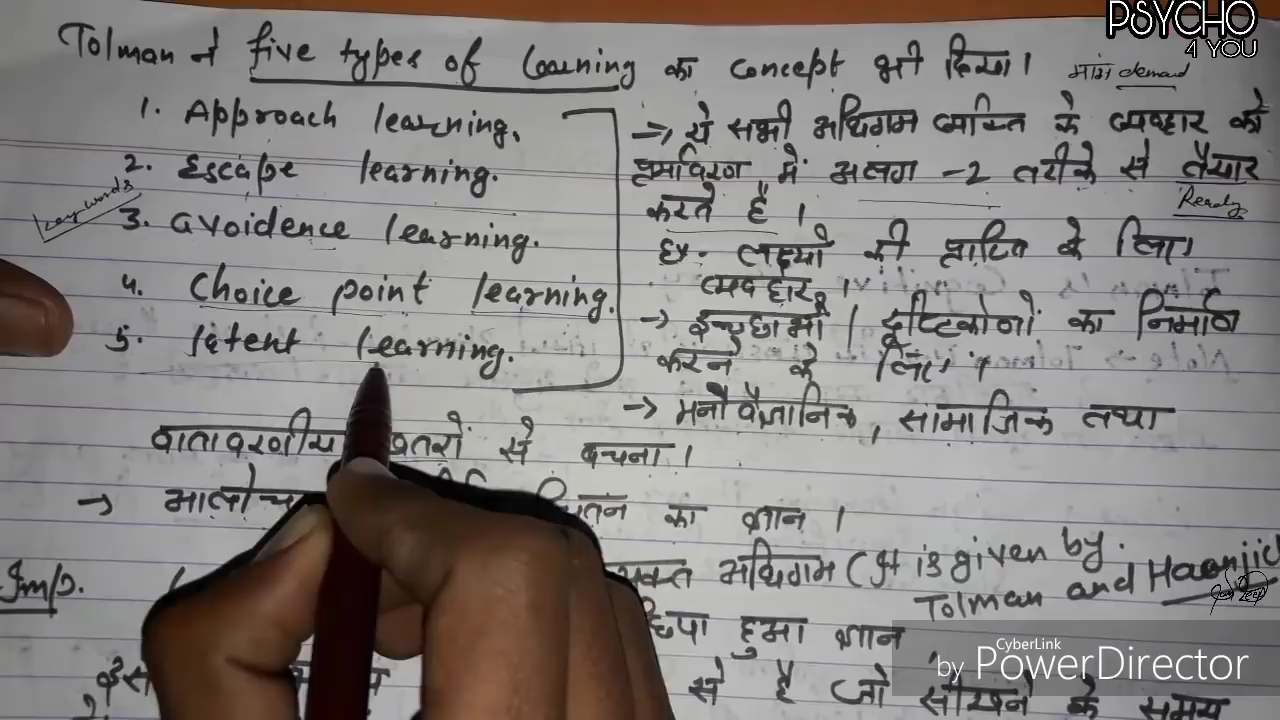 PSYCHO
4 YOU
Tolman ने five types of learning का concept भी दिया।
मांग demand
1. Approach learning.
2. Escape learning.
3. avoidence learning.
4. Choice point learning.
5. latent learning.
Key words
→ ये सभी अधिगम व्यक्ति के व्यवहार को
में अलग -2 तरीके से तैयार
Ready
करते है ।
Ex. लक्ष्यो की प्राप्ति के लिए
व्यवहार ।
→ इच्छाओं / दृष्टिकोणों का निर्माण
करने के लिए ।
→ मनोवैज्ञानिक, सामाजिक तथा
वातावरणीय खतरों से बचना ।
→ का ज्ञान ।
Imp.
अधिगम (It is given by.
Tolman and
छिपा हुआ ज्ञान
से है जो सीखने के समय
CyberLink
by PowerDirector